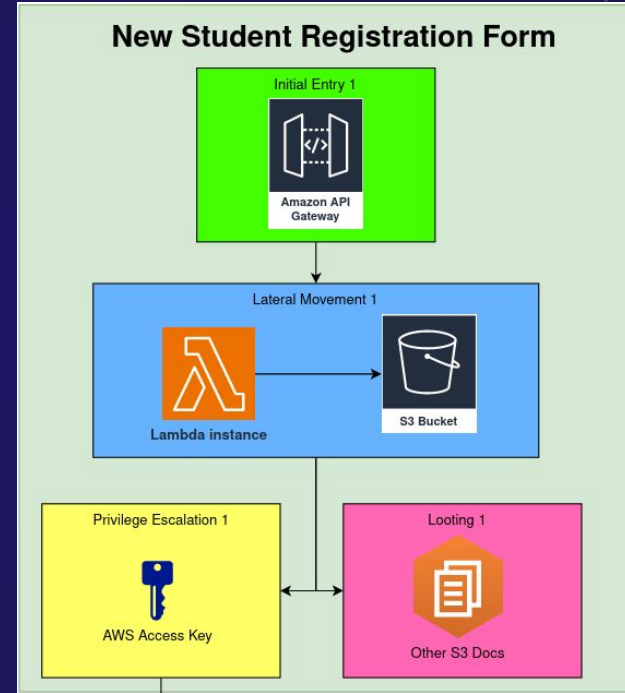 New Student Registration Form
Initial Entry 1
</>
Amazon API
Gateway
Lateral Movement 1
Lambda instance
S3 Bucket
Privilege Escalation 1
AWS Access Key
Looting 1
Other S3 Docs